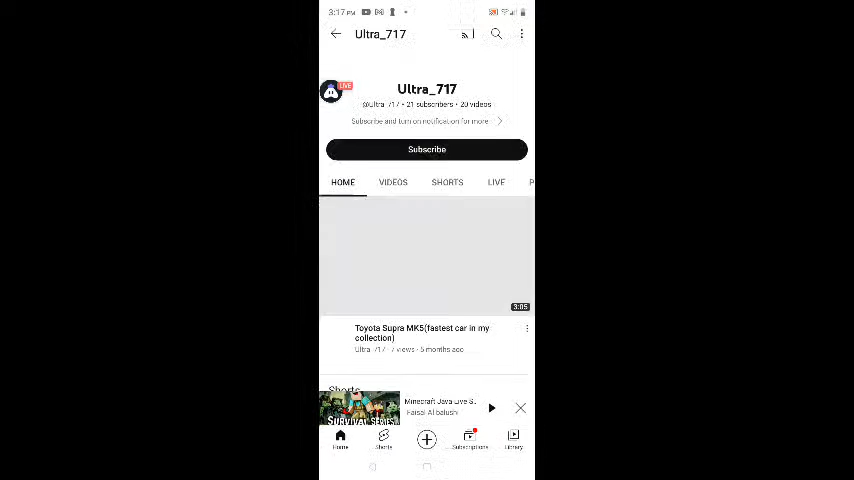 3:17 PM
Ultra_717
LIVE
Ultra_717
@Ultra_717 • 21 subscribers • 20 videos
Subscribe and turn on notification for more
Subscribe
HOME VIDEOS SHORTS LIVE P
3:05
Toyota Supra MK5(fastest car in my
collection)
Ultra_717 · 7 views · 5 months ago
Shorts
SURVIVAL SERIES
Minecraft Java Live S...
Faisal Al balushi
Home Shorts Subscriptions Library